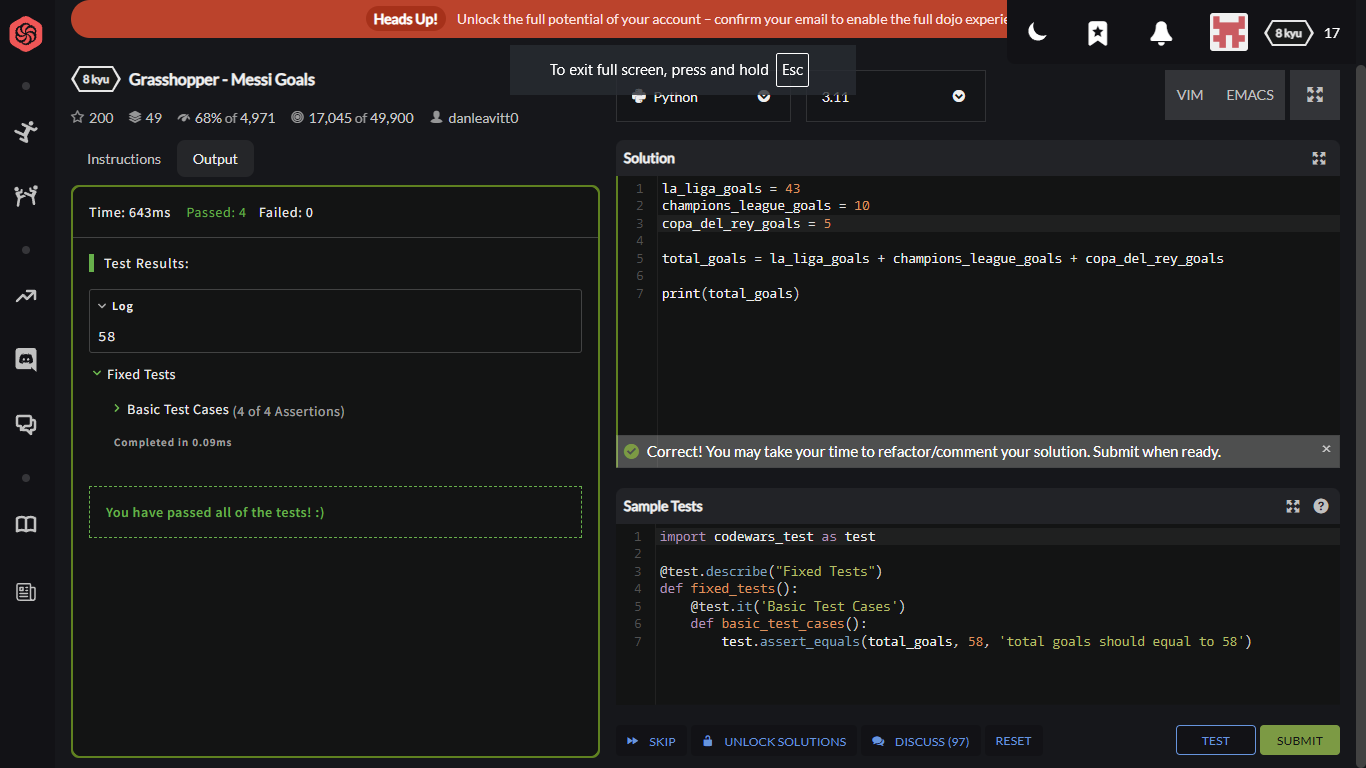 Heads Up! Unlock the full potential of your account – confirm your email to enable the full dojo experie
8 kyu 17
To exit full screen, press and hold Esc
8 kyu Grasshopper - Messi Goals
Python 3.11
VIM EMACS
200 49 68% of 4,971 17,045 of 49,900 danleavitt0
Instructions Output
Time: 643ms Passed: 4 Failed: 0
Test Results:
Log
58
Fixed Tests
Basic Test Cases (4 of 4 Assertions)
Completed in 0.09ms
You have passed all of the tests! :)
Solution
1 la_liga_goals = 43
2 champions_league_goals = 10
3 copa_del_rey_goals = 5
4
5 total_goals = la_liga_goals + champions_league_goals + copa_del_rey_goals
6
7 print(total_goals)
Correct! You may take your time to refactor/comment your solution. Submit when ready. ×
Sample Tests ?
1 import codewars_test as test
2
3 @test.describe("Fixed Tests")
4 def fixed_tests():
5 @test.it('Basic Test Cases')
6 def basic_test_cases():
7 test.assert_equals(total_goals, 58, 'total goals should equal to 58')
SKIP UNLOCK SOLUTIONS DISCUSS (97) RESET TEST SUBMIT